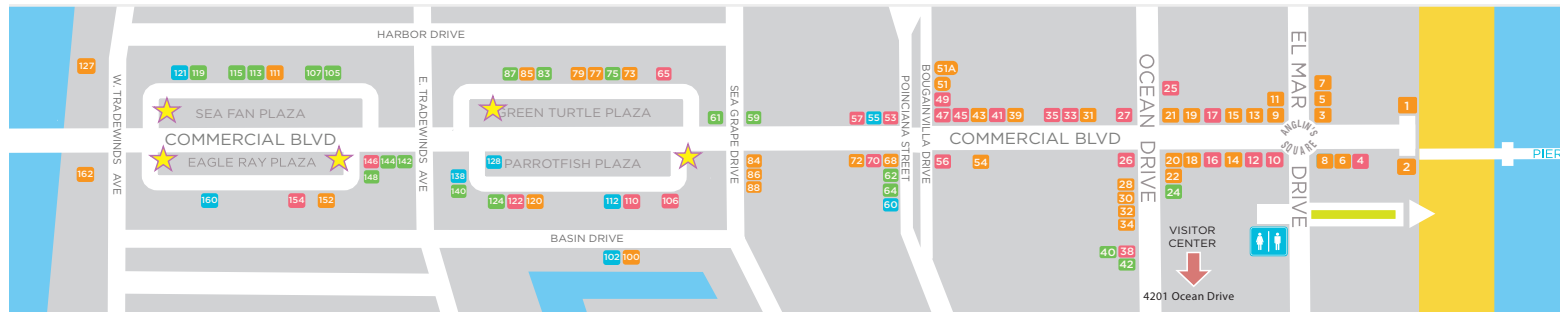 HARBOR DRIVE
127
121 119 115 113 111 107 105
87 85 83 79 77 75 73 65
51A
51
49
25
7
5
3
11
1
W. TRADEWINDS AVE
E. TRADEWINDS AVE
SEA GRAPE DRIVE
POINCIANA STREET
BOUGAINVILLA DRIVE
OCEAN DRIVE
EL MAR DRIVE
SEA FAN PLAZA
GREEN TURTLE PLAZA
61 59 57 55 53 47 45 43 41 39 35 33 31 27 21 19 17 15 13 9
ANGLIN'S SQUARE
COMMERCIAL BLVD
COMMERCIAL BLVD
EAGLE RAY PLAZA
PARROTFISH PLAZA
PIER
146 144 142
148
128
138
140
84
86
88
72 70 68
62
64
60
56 54 26
20 18 16 14 12 10
22
24
8 6 4
2
28
30
32
34
162
160 154 152
124 122 120 112 110 106
BASIN DRIVE
102 100
40 38
42
VISITOR
CENTER
4201 Ocean Drive